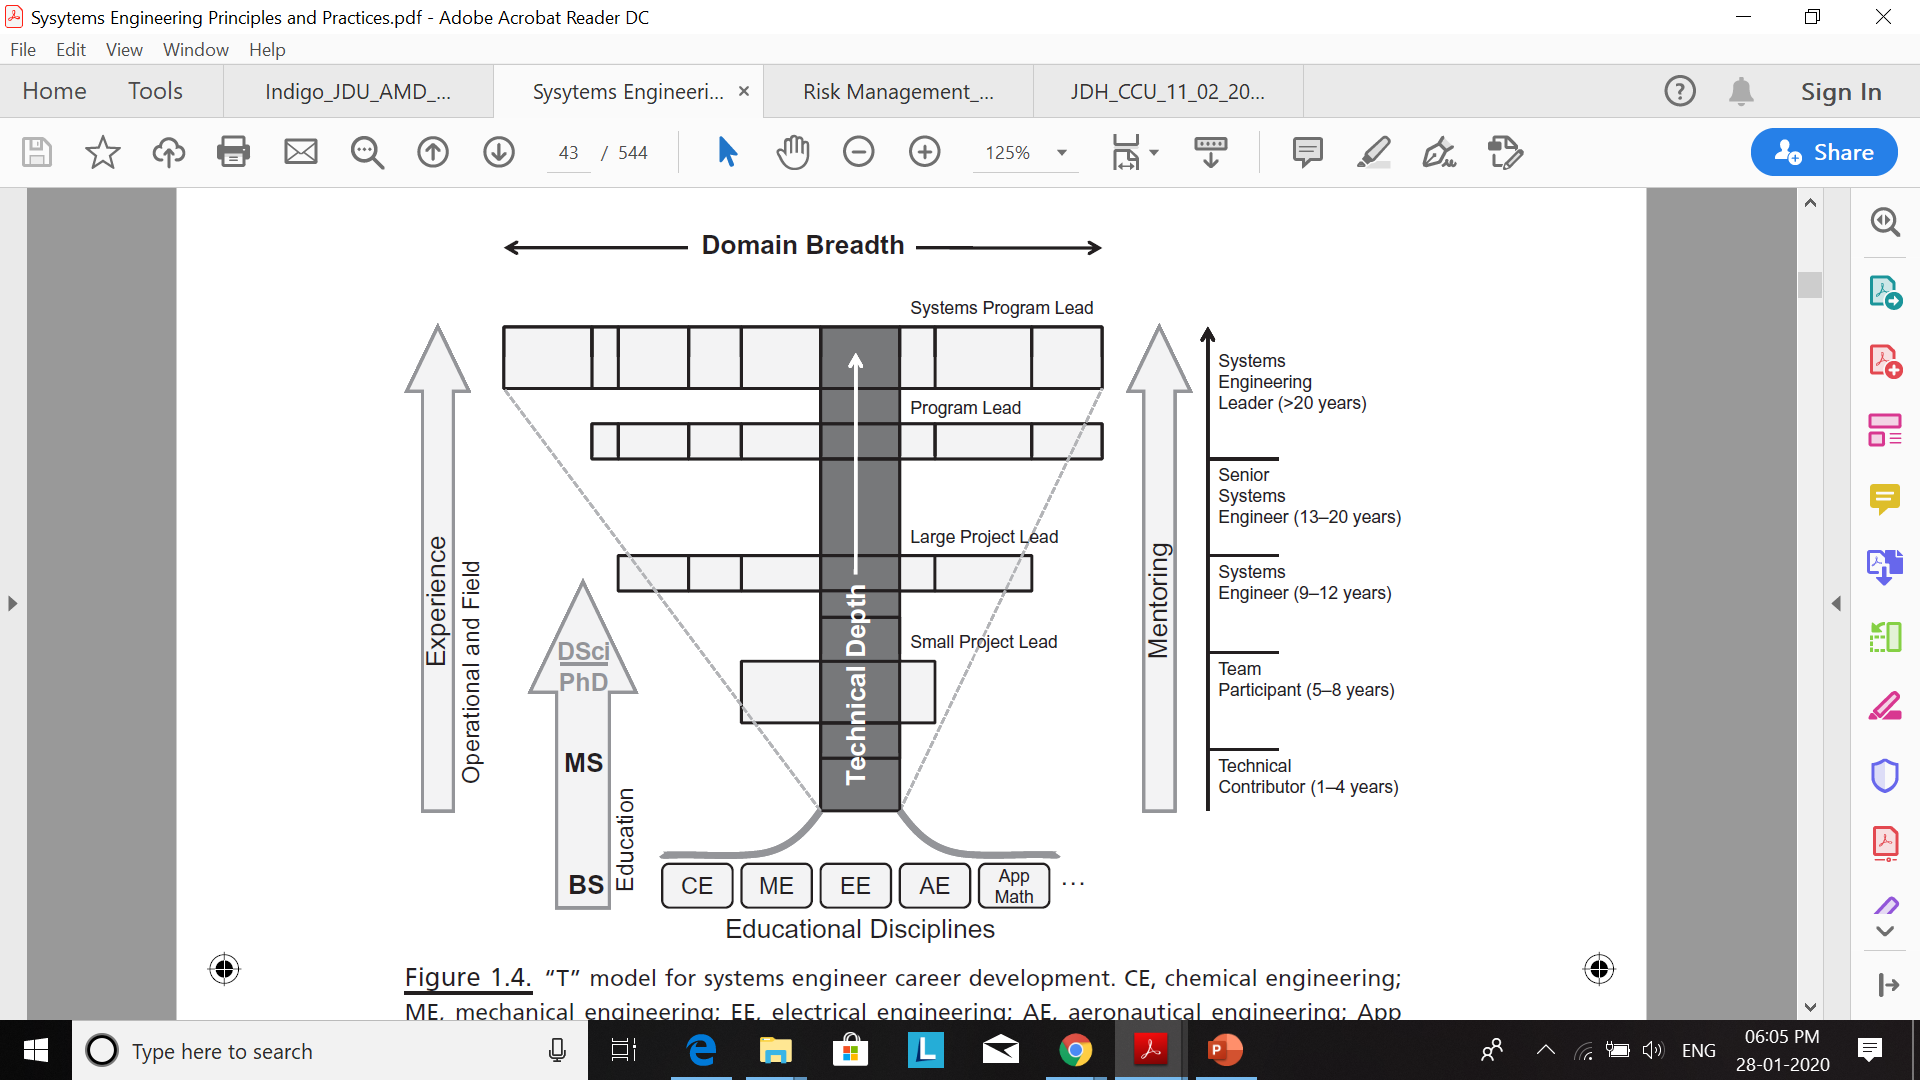 Sysytems Engineering Principles and Practices.pdf - Adobe Acrobat Reader DC
File Edit View Window Help
Home Tools Indigo_JDU_AMD_... Sysytems Engineeri... × Risk Management_... JDH_CCU_11_02_20... Sign In
43 / 544 125% Share
Domain Breadth
Systems Program Lead
Program Lead
Large Project Lead
Small Project Lead
Technical Depth
Experience
Operational and Field
DSci
PhD
MS
BS
Education
Mentoring
Systems
Engineering
Leader (>20 years)
Senior
Systems
Engineer (13–20 years)
Systems
Engineer (9–12 years)
Team
Participant (5–8 years)
Technical
Contributor (1–4 years)
CE ME EE AE App Math ...
Educational Disciplines
Figure 1.4. “T” model for systems engineer career development. CE, chemical engineering;
ME, mechanical engineering; EE, electrical engineering; AE, aeronautical engineering; App
Type here to search
ENG
06:05 PM
28-01-2020